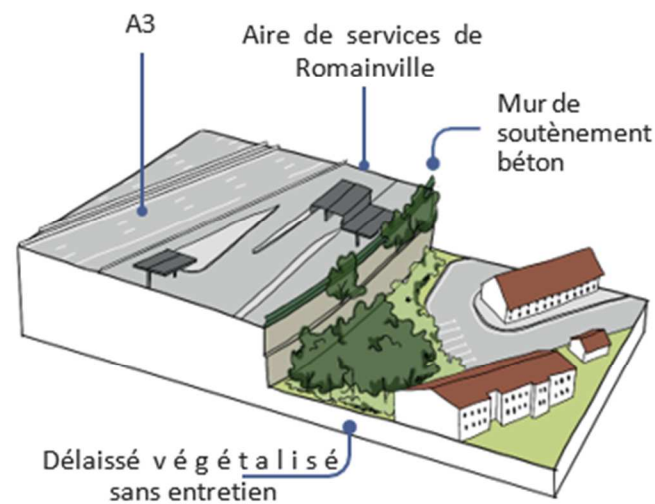 A3
Aire de services de
Romainville
Mur de
soutènement
béton
Délaissé végétalisé
sans entretien